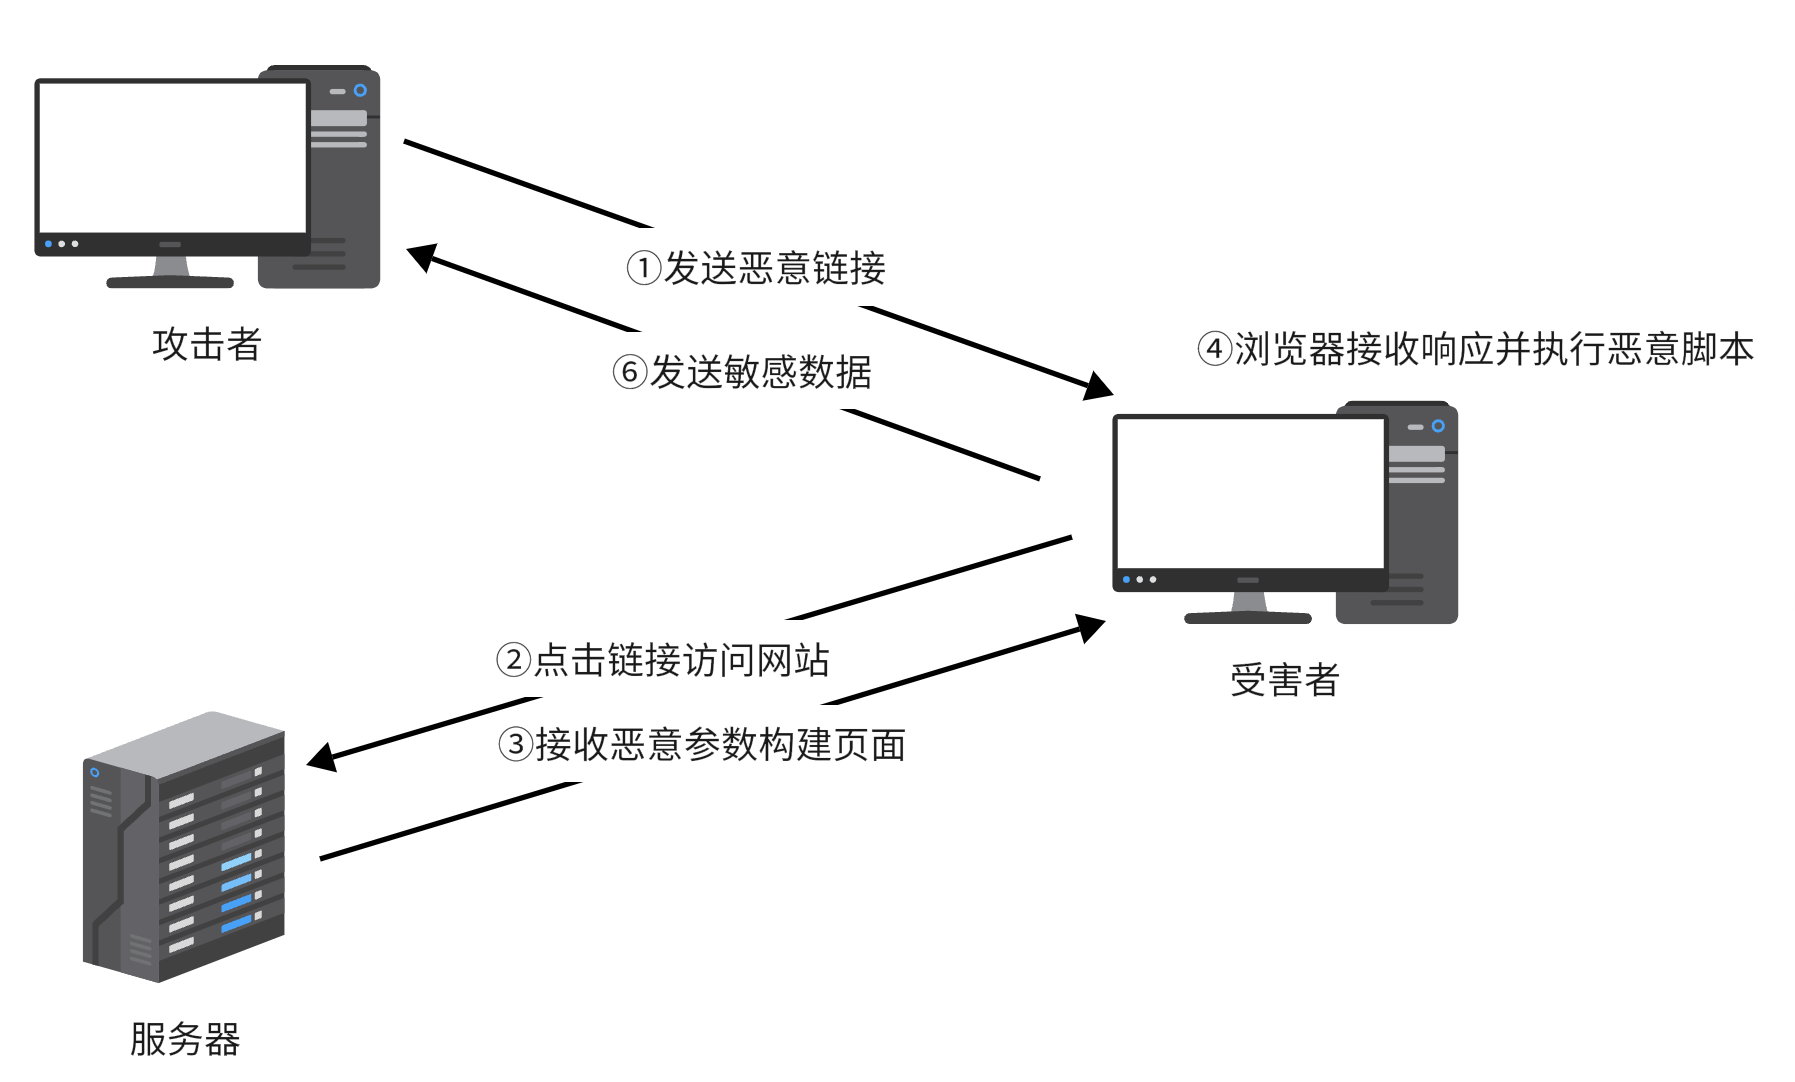 ①发送恶意链接
攻击者
④浏览器接收响应并执行恶意脚本
⑥发送敏感数据
②点击链接访问网站
受害者
③接收恶意参数构建页面
服务器